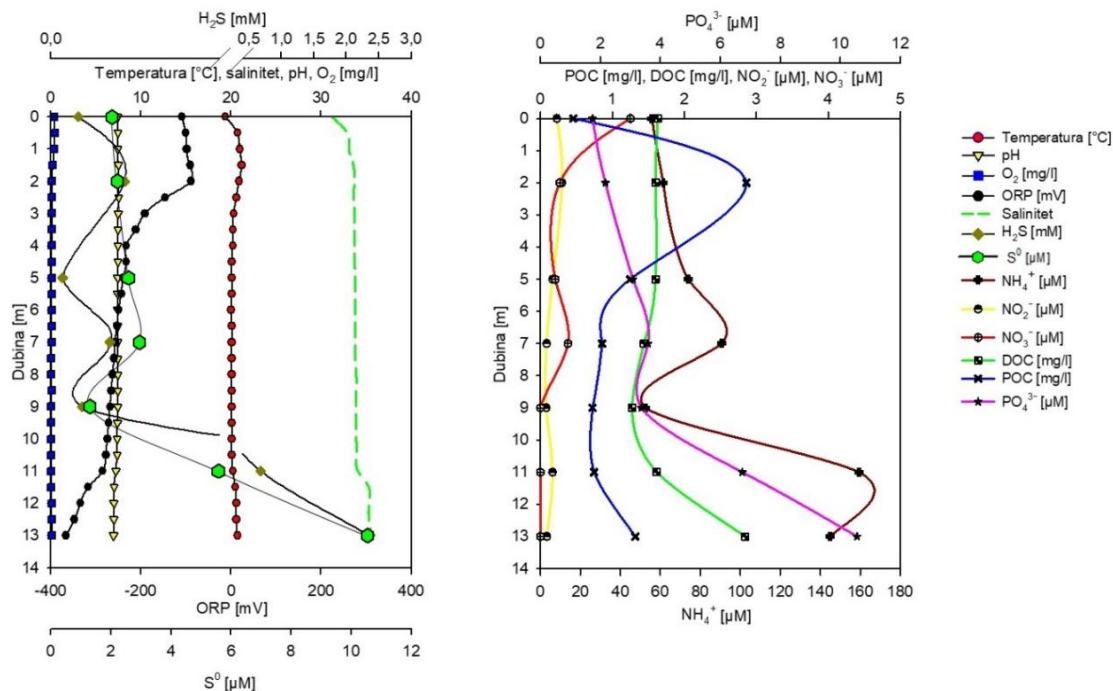 H₂S [mM]
0,0 0,5 1,0 1,5 2,0 2,5 3,0
Temperatura [°C], salinitet, pH, O₂ [mg/l]
0 10 20 30 40
Dubina [m]
0
1
2
3
4
5
6
7
8
9
10
11
12
13
14
-400 -200 0 200 400
ORP [mV]
0 2 4 6 8 10 12
S⁰ [µM]
PO₄³⁻ [µM]
0 2 4 6 8 10 12
POC [mg/l], DOC [mg/l], NO₂⁻ [µM], NO₃⁻ [µM]
0 1 2 3 4 5
Dubina [m]
0
1
2
3
4
5
6
7
8
9
10
11
12
13
14
0 20 40 60 80 100 120 140 160 180
NH₄⁺ [µM]
Temperatura [°C]
pH
O₂ [mg/l]
ORP [mV]
Salinitet
H₂S [mM]
S⁰ [µM]
NH₄⁺ [µM]
NO₂⁻ [µM]
NO₃⁻ [µM]
DOC [mg/l]
POC [mg/l]
PO₄³⁻ [µM]